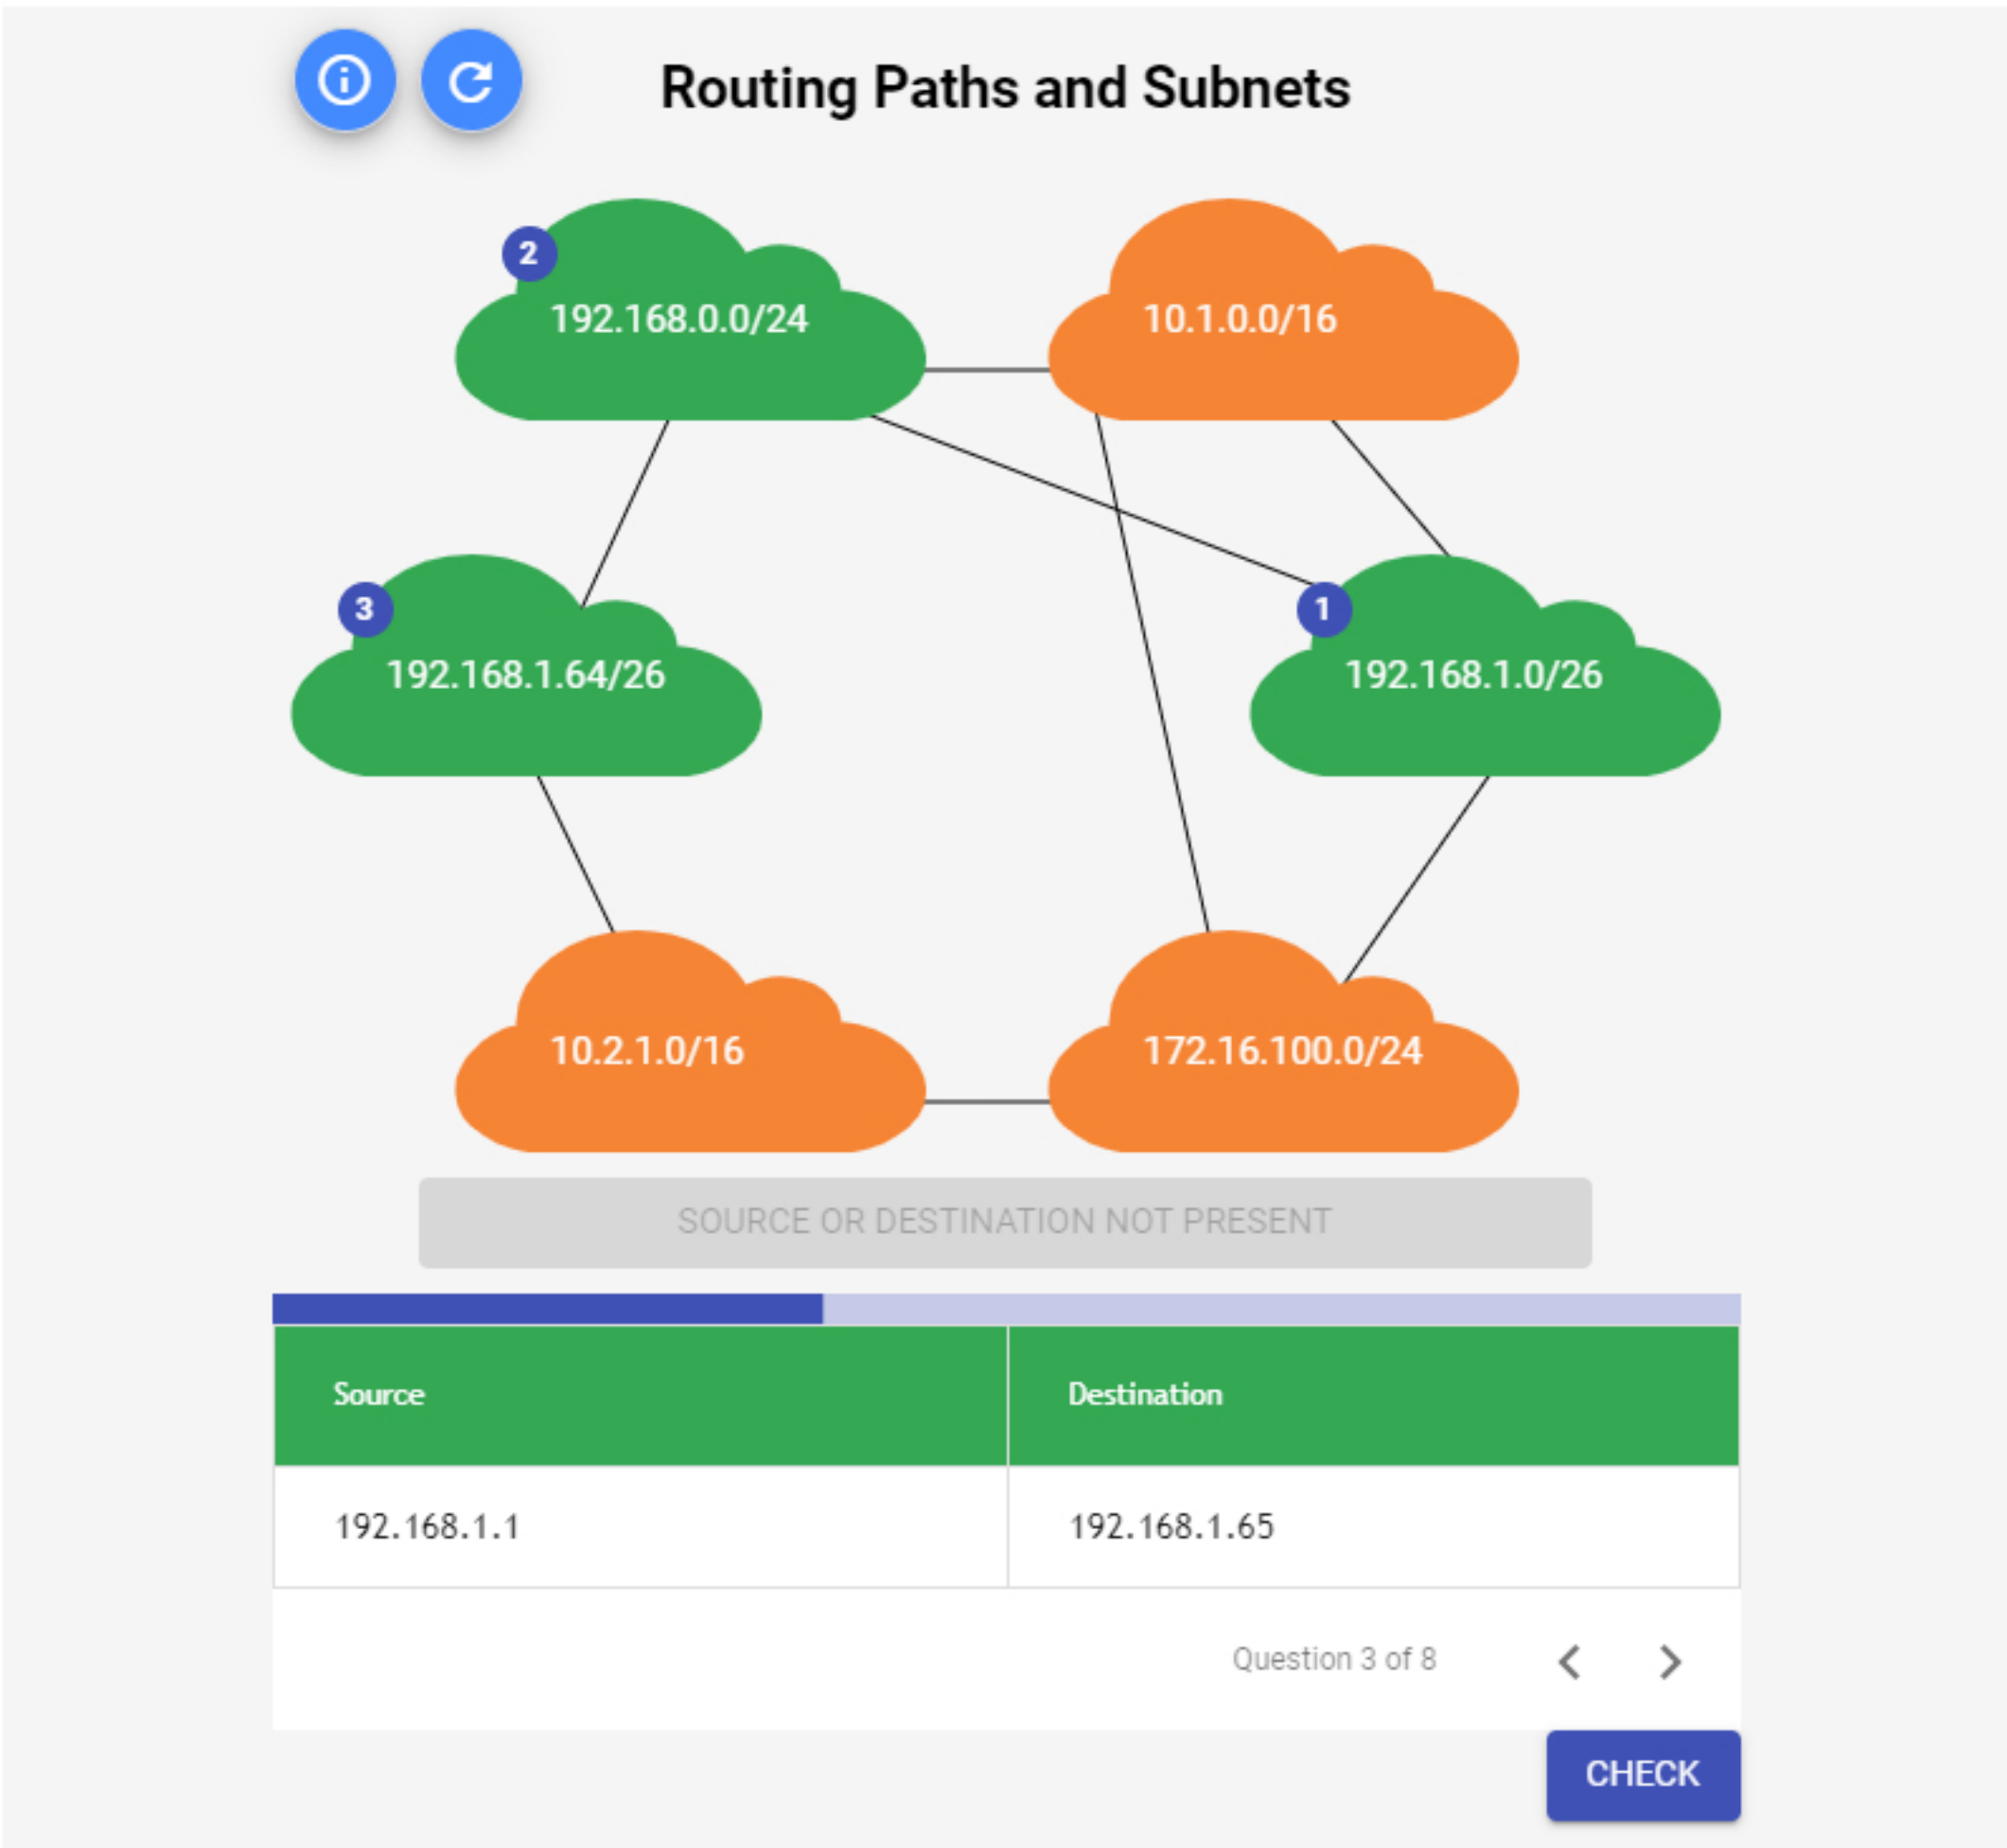 Routing Paths and Subnets
2
192.168.0.0/24
10.1.0.0/16
3
192.168.1.64/26
1
192.168.1.0/26
10.2.1.0/16
172.16.100.0/24
SOURCE OR DESTINATION NOT PRESENT
Source
Destination
192.168.1.1
192.168.1.65
Question 3 of 8
CHECK